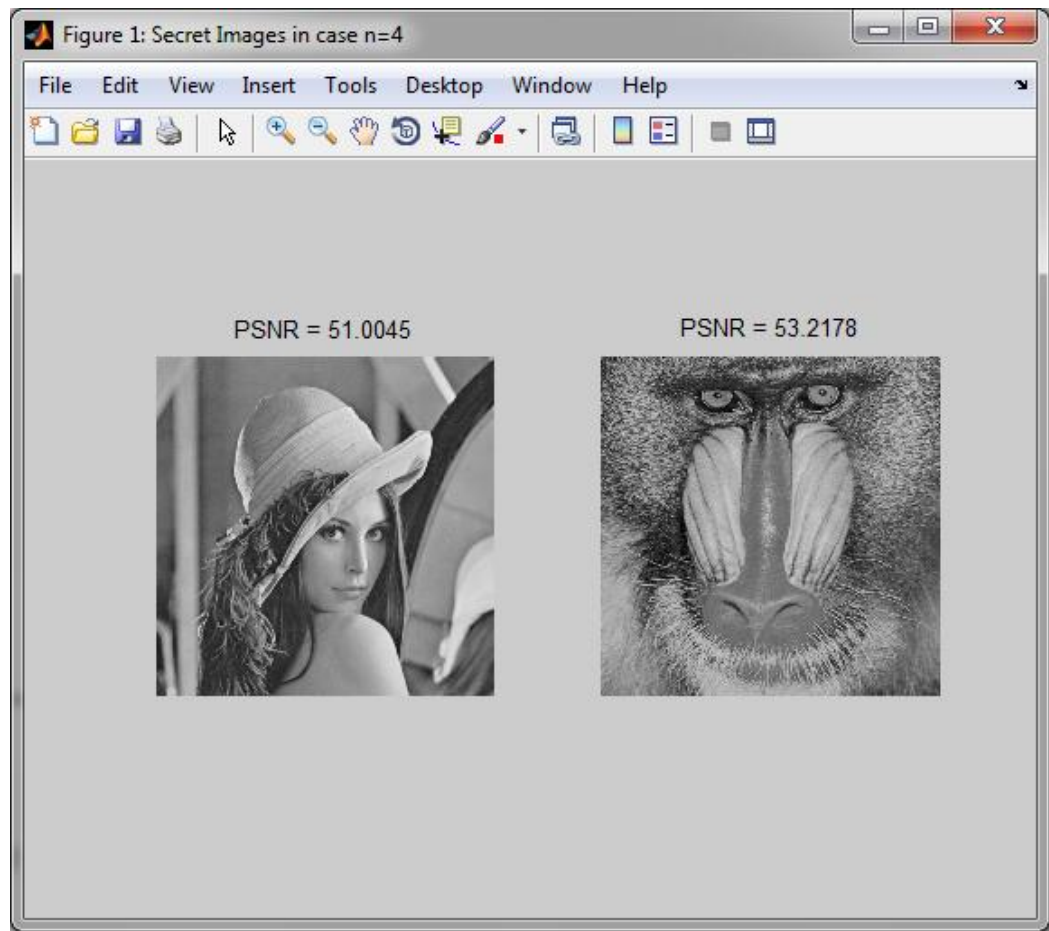 Figure 1: Secret Images in case n=4
File Edit View Insert Tools Desktop Window Help
PSNR = 51.0045
PSNR = 53.2178